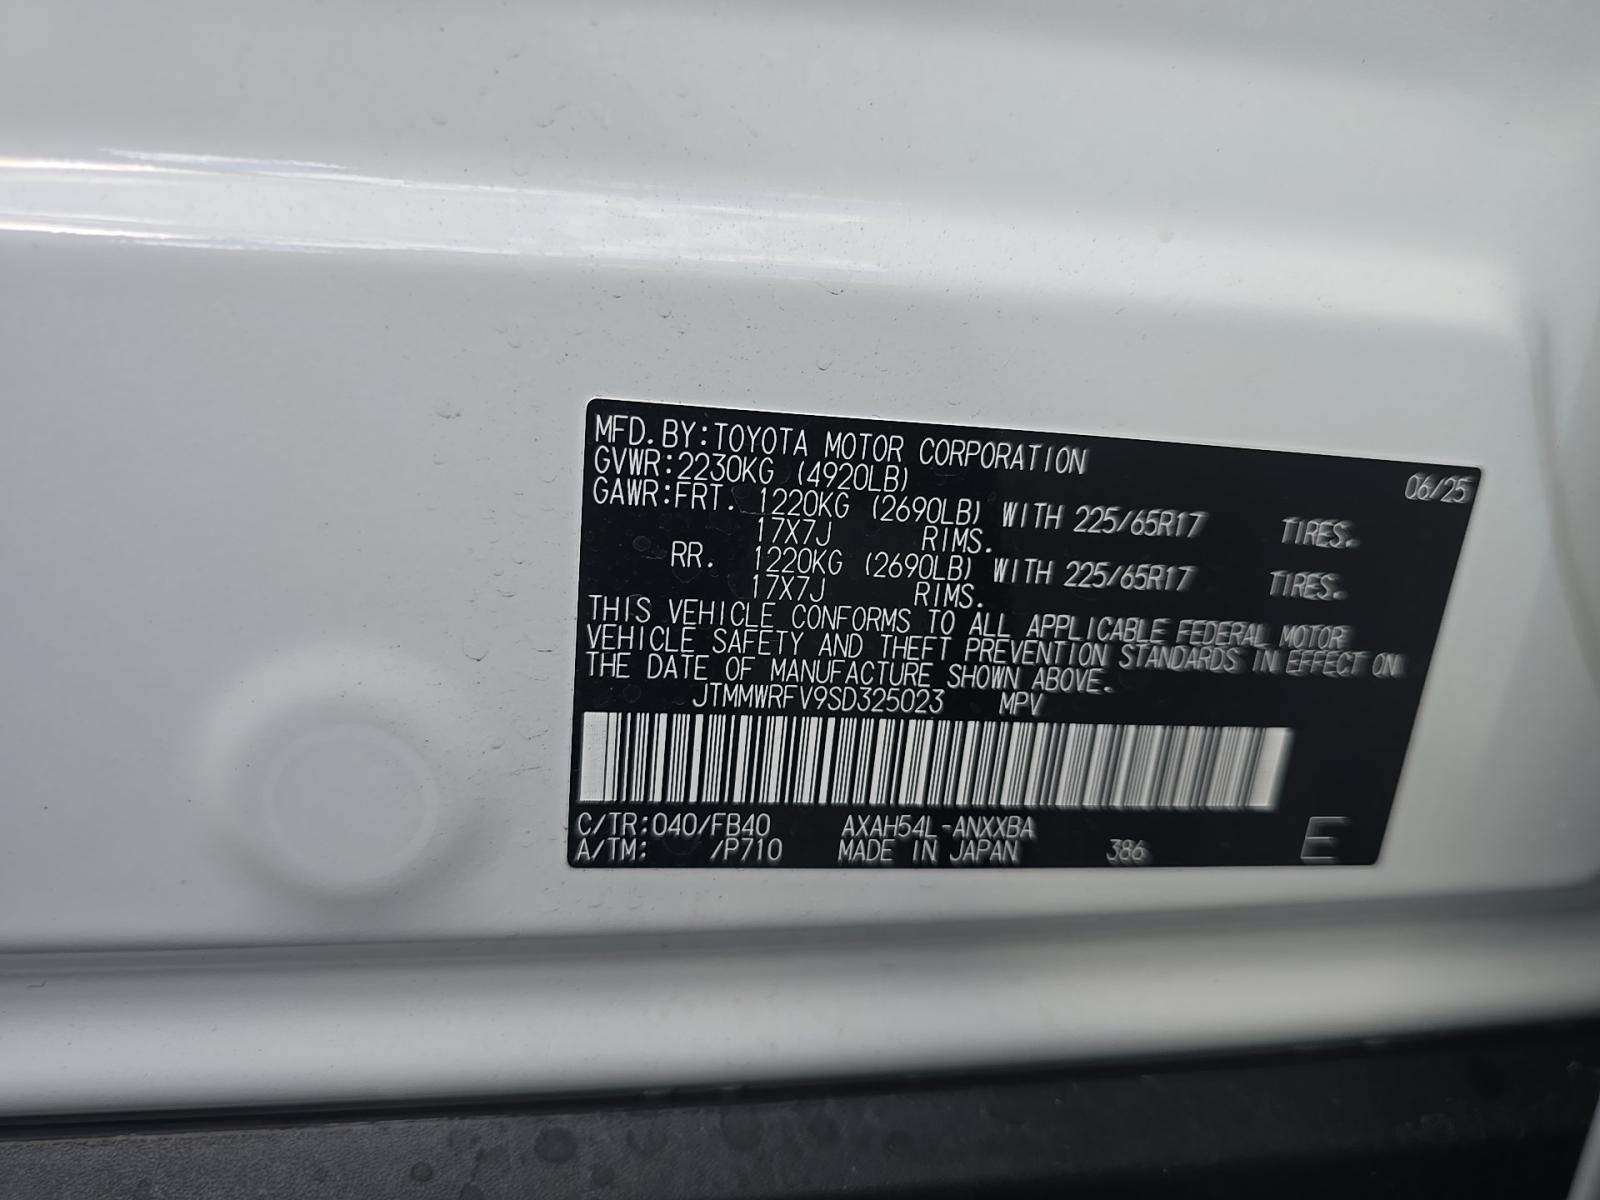 MFD.BY:TOYOTA MOTOR CORPORATION 06/25
GVWR:2230KG (4920LB)
GAWR:FRT. 1220KG (2690LB) WITH 225/65R17 TIRES.
17X7J RIMS.
RR. 1220KG (2690LB) WITH 225/65R17 TIRES.
17X7J RIMS.
THIS VEHICLE CONFORMS TO ALL APPLICABLE FEDERAL MOTOR
VEHICLE SAFETY AND THEFT PREVENTION STANDARDS IN EFFECT ON
THE DATE OF MANUFACTURE SHOWN ABOVE.
JTMMWRFV9SD325023 MPV
C/TR:040/FB40 AXAH54L-ANXXBA
A/TM: /P710 MADE IN JAPAN 386 E